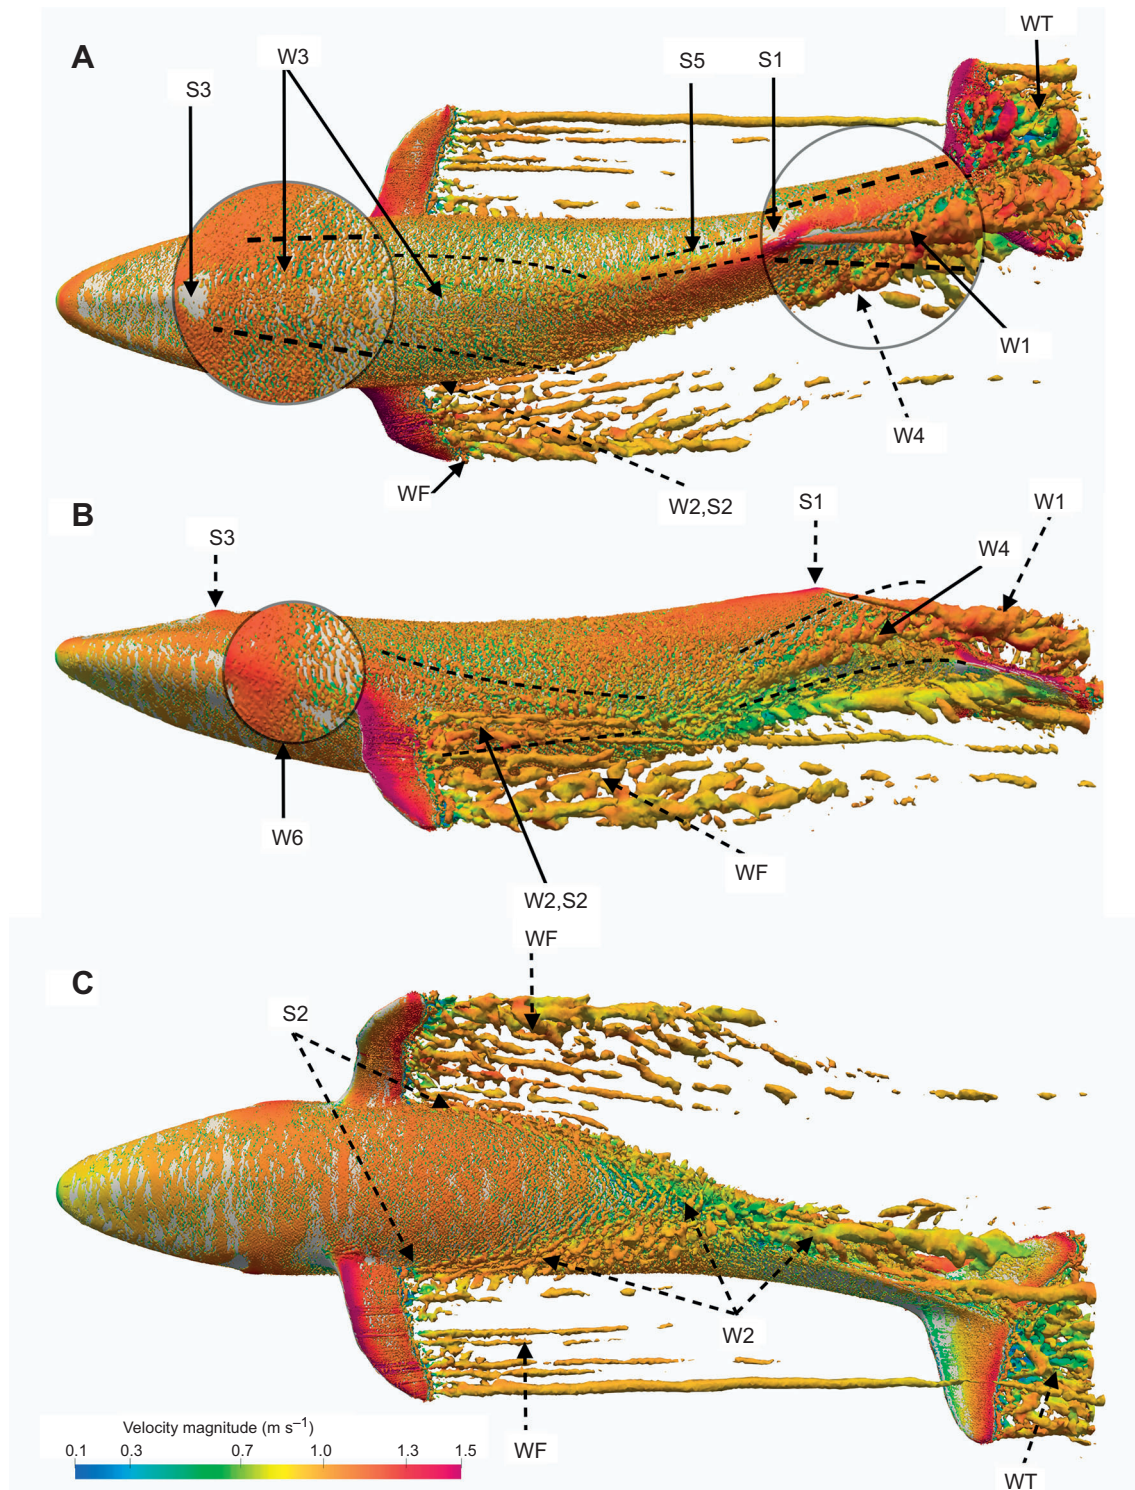 A
WT
W3
S5
S1
S3
W1
W4
WF
W2,S2
B
S1
W1
S3
W4
W6
WF
W2,S2
WF
C
S2
W2
Velocity magnitude (m s⁻¹)
0.1 0.3 0.7 1.0 1.3 1.5
WF
WT